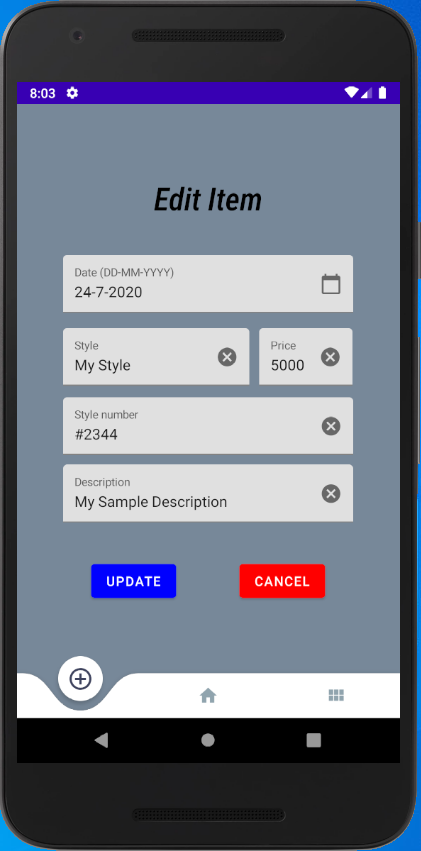 8:03
Edit Item
Date (DD-MM-YYYY)
24-7-2020
Style
My Style
Price
5000
Style number
#2344
Description
My Sample Description
UPDATE
CANCEL